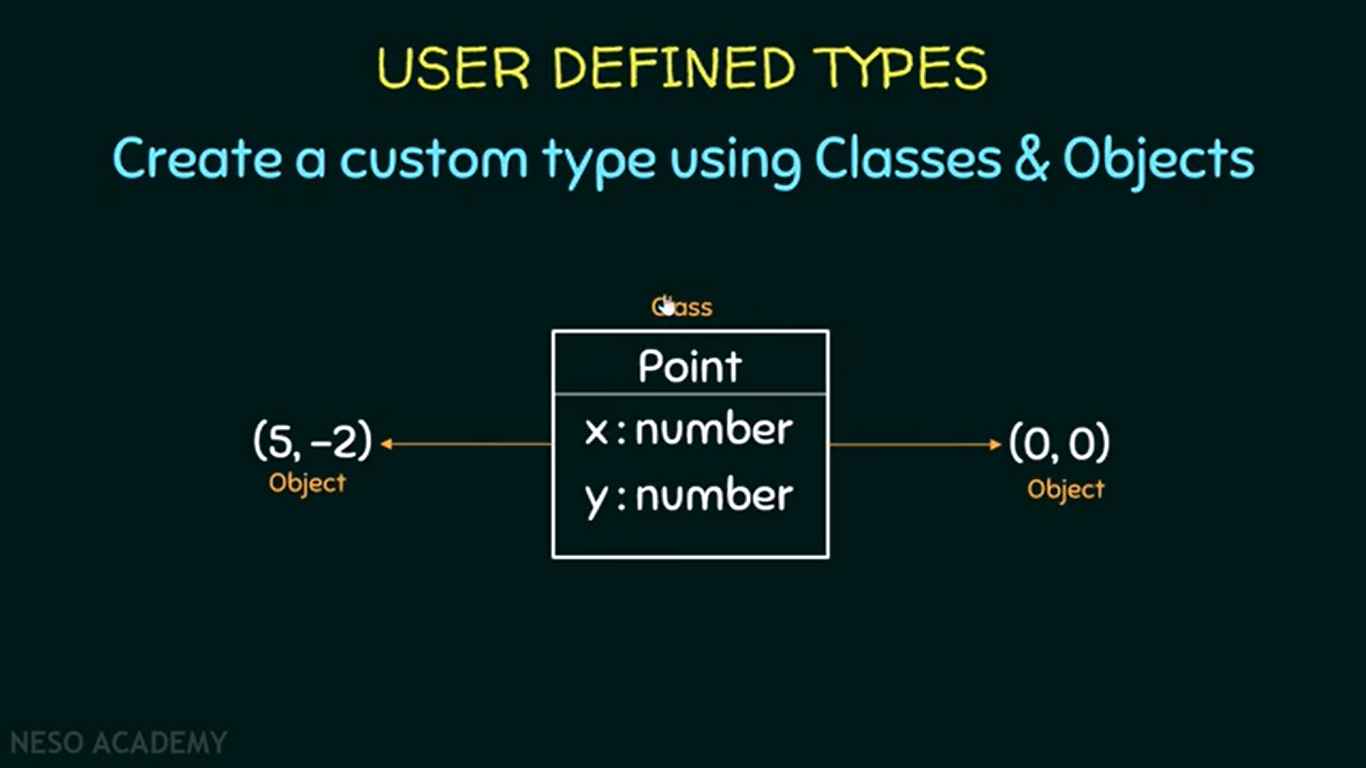 USER DEFINED TYPES
Create a custom type using Classes & Objects
Class
Point
x : number
y : number
(5, -2)
Object
(0, 0)
Object
NESO ACADEMY